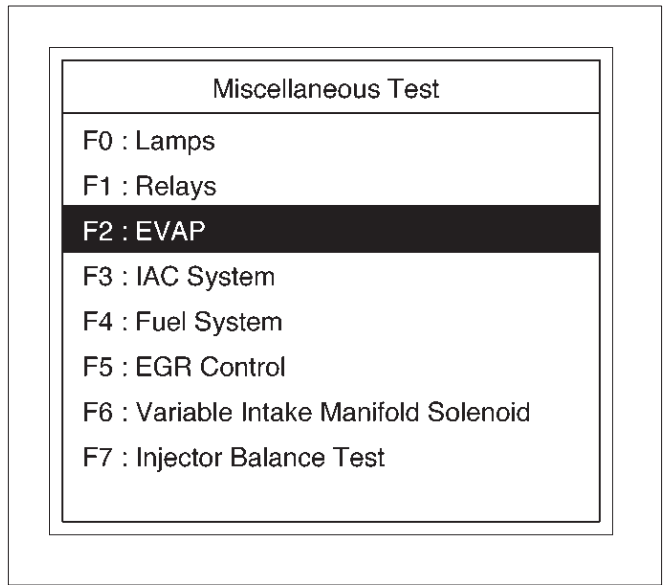 Miscellaneous Test
F0 : Lamps
F1 : Relays
F2 : EVAP
F3 : IAC System
F4 : Fuel System
F5 : EGR Control
F6 : Variable Intake Manifold Solenoid
F7 : Injector Balance Test